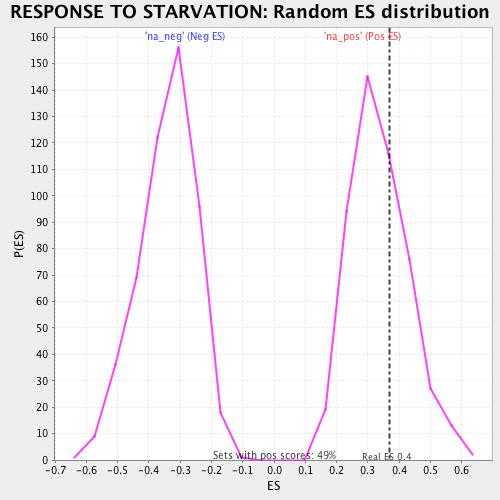 RESPONSE TO STARVATION: Random ES distribution
'na_neg' (Neg ES) 'na_pos' (Pos ES)
160
150
140
130
120
110
100
90
80
70
60
50
40
30
20
10
0
P(ES)
Sets with pos scores: 49% Real ES 0.4
-0.7 -0.6 -0.5 -0.4 -0.3 -0.2 -0.1 0.0 0.1 0.2 0.3 0.4 0.5 0.6
ES